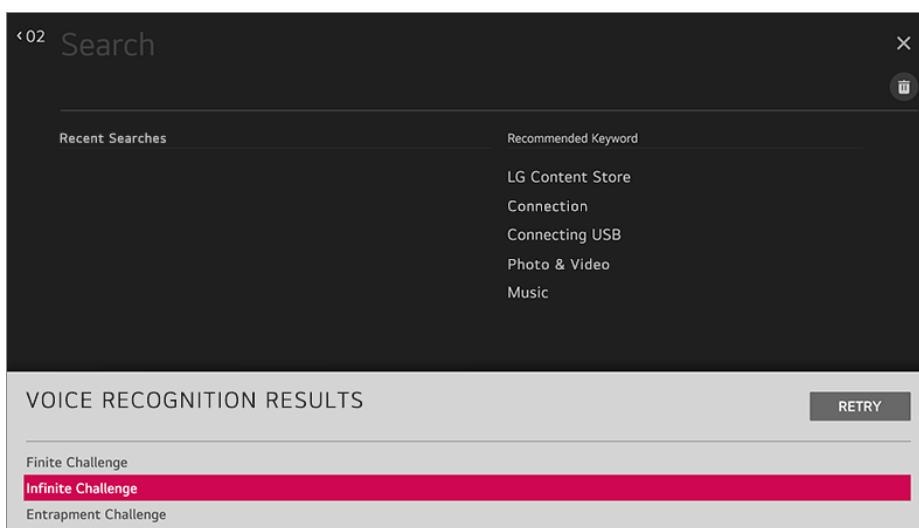 <02
Search
Recent Searches
Recommended Keyword
LG Content Store
Connection
Connecting USB
Photo & Video
Music
VOICE RECOGNITION RESULTS
RETRY
Finite Challenge
Infinite Challenge
Entrapment Challenge